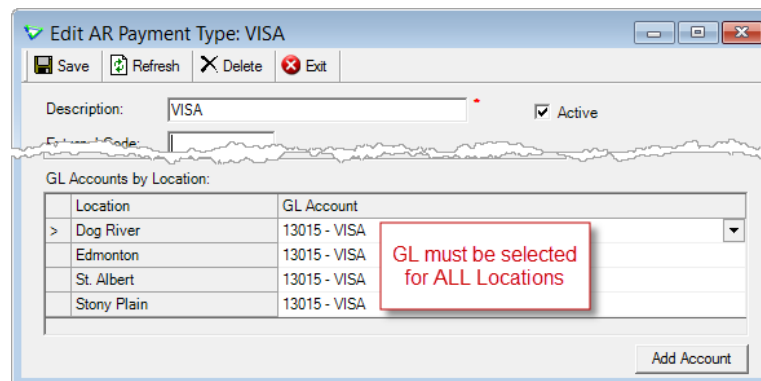 Edit AR Payment Type: VISA
Save Refresh Delete Exit
Description: VISA * Active
GL Accounts by Location:
Location GL Account
> Dog River 13015 - VISA
Edmonton 13015 - VISA
St. Albert 13015 - VISA
Stony Plain 13015 - VISA
GL must be selected
for ALL Locations
Add Account